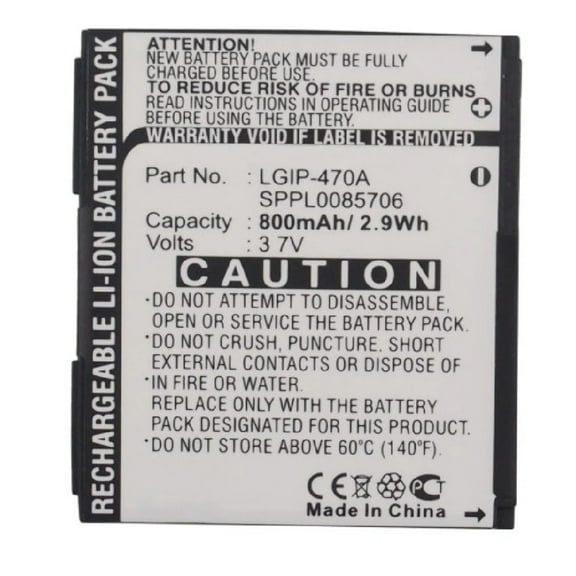 RECHARGEABLE LI-ION BATTERY PACK
ATTENTION!
NEW BATTERY PACK MUST BE FULLY
CHARGED BEFORE USE.
TO REDUCE RISK OF FIRE OR BURNS
READ INSTRUCTIONS IN OPERATING GUIDE
BEFORE USING BATTERY.
WARRANTY VOID IF LABEL IS REMOVED
Part No. : LGIP-470A
SPPL0085706
Capacity : 800mAh/ 2.9Wh
Volts : 3 7V
CAUTION
·DO NOT ATTEMPT TO DISASSEMBLE,
OPEN OR SERVICE THE BATTERY PACK.
·DO NOT CRUSH, PUNCTURE, SHORT
EXTERNAL CONTACTS OR DISPOSE OF
IN FIRE OR WATER.
REPLACE ONLY WITH THE BATTERY
PACK DESIGNATED FOR THIS PRODUCT.
·DO NOT STORE ABOVE 60°C (140°F).
CE PCT
Made In China